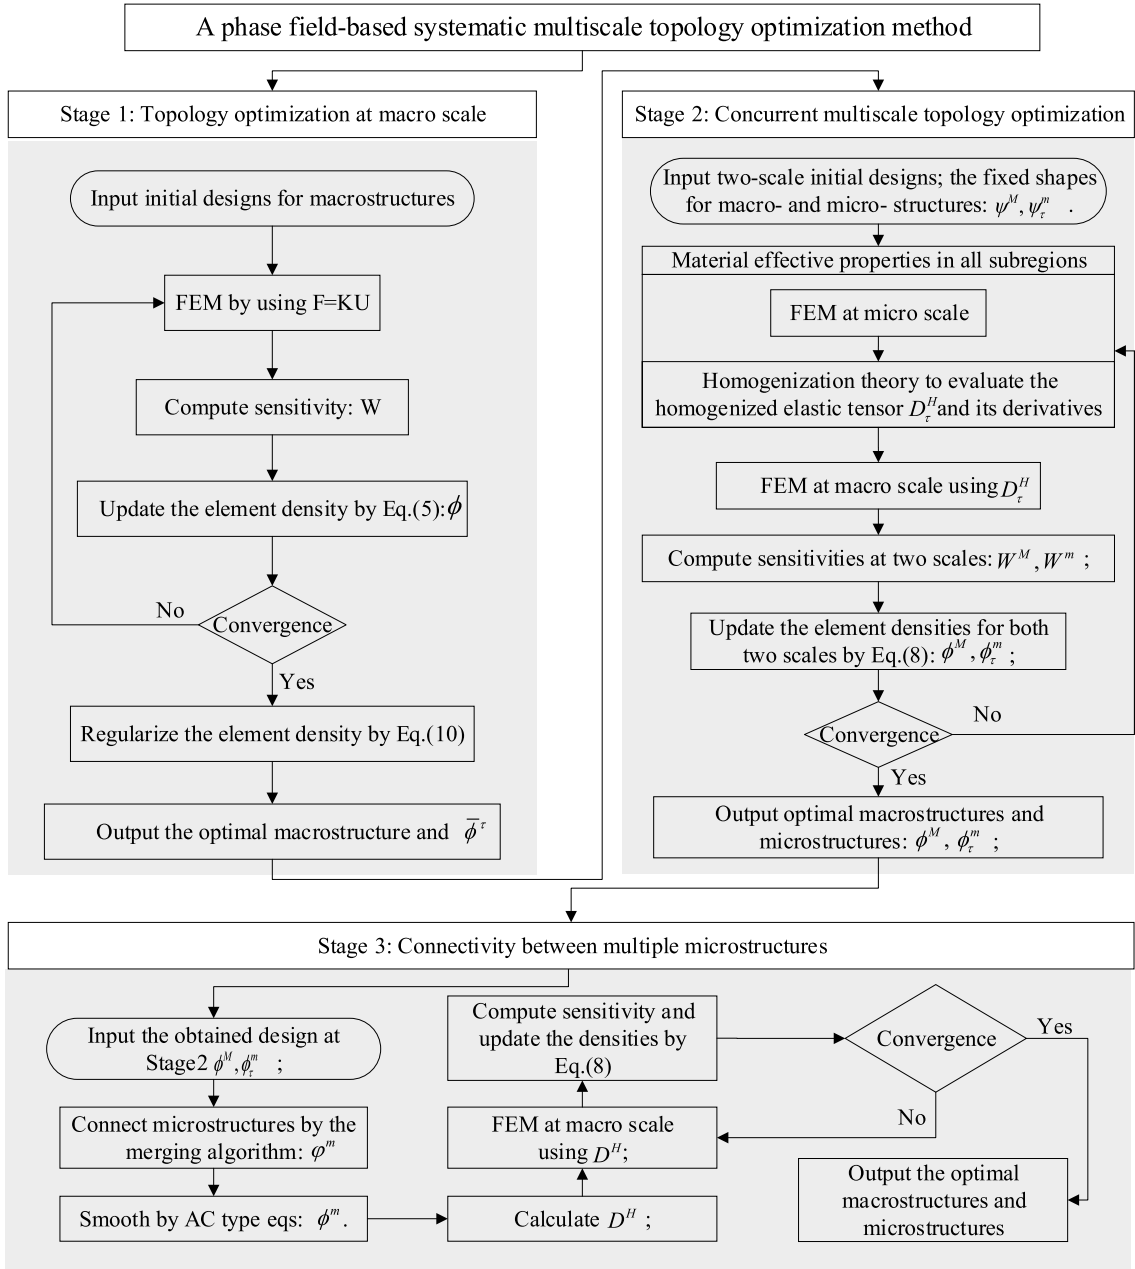 A phase field-based systematic multiscale topology optimization method
Stage 1: Topology optimization at macro scale
Input initial designs for macrostructures
FEM by using F=KU
Compute sensitivity: W
Update the element density by Eq.(5):ϕ
No
Convergence
Yes
Regularize the element density by Eq.(10)
Output the optimal macrostructure and ϕ̅^τ
Stage 2: Concurrent multiscale topology optimization
Input two-scale initial designs; the fixed shapes
for macro- and micro- structures: ψ^M, ψ_τ^m .
Material effective properties in all subregions
FEM at micro scale
Homogenization theory to evaluate the
homogenized elastic tensor D_τ^H and its derivatives
FEM at macro scale using D_τ^H
Compute sensitivities at two scales: W^M, W^m ;
Update the element densities for both
two scales by Eq.(8): ϕ^M, ϕ_τ^m ;
No
Convergence
Yes
Output optimal macrostructures and
microstructures: ϕ^M, ϕ_τ^m ;
Stage 3: Connectivity between multiple microstructures
Input the obtained design at
Stage2 ϕ^M, ϕ_τ^m ;
Connect microstructures by the
merging algorithm: φ^m
Smooth by AC type eqs: ϕ^m.
Calculate D^H ;
FEM at macro scale
using D^H;
Compute sensitivity and
update the densities by
Eq.(8)
Convergence
Yes
No
Output the optimal
macrostructures and
microstructures